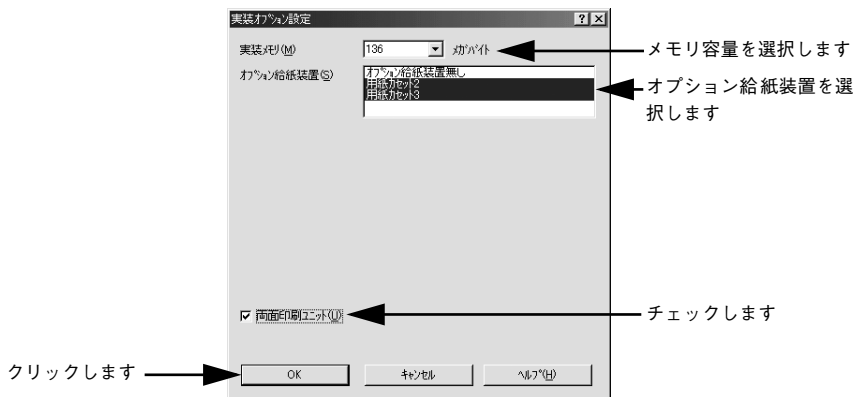 実装ｵﾌﾟｼｮﾝ設定
実装ﾒﾓﾘ(M) 136 ﾒｶﾞﾊﾞｲﾄ
メモリ容量を選択します
ｵﾌﾟｼｮﾝ給紙装置(S)
ｵﾌﾟｼｮﾝ給紙装置無し
用紙ｶｾｯﾄ2
用紙ｶｾｯﾄ3
オプション給紙装置を選
択します
両面印刷ﾕﾆｯﾄ(U)
チェックします
クリックします
OK ｷｬﾝｾﾙ ﾍﾙﾌﾟ(H)